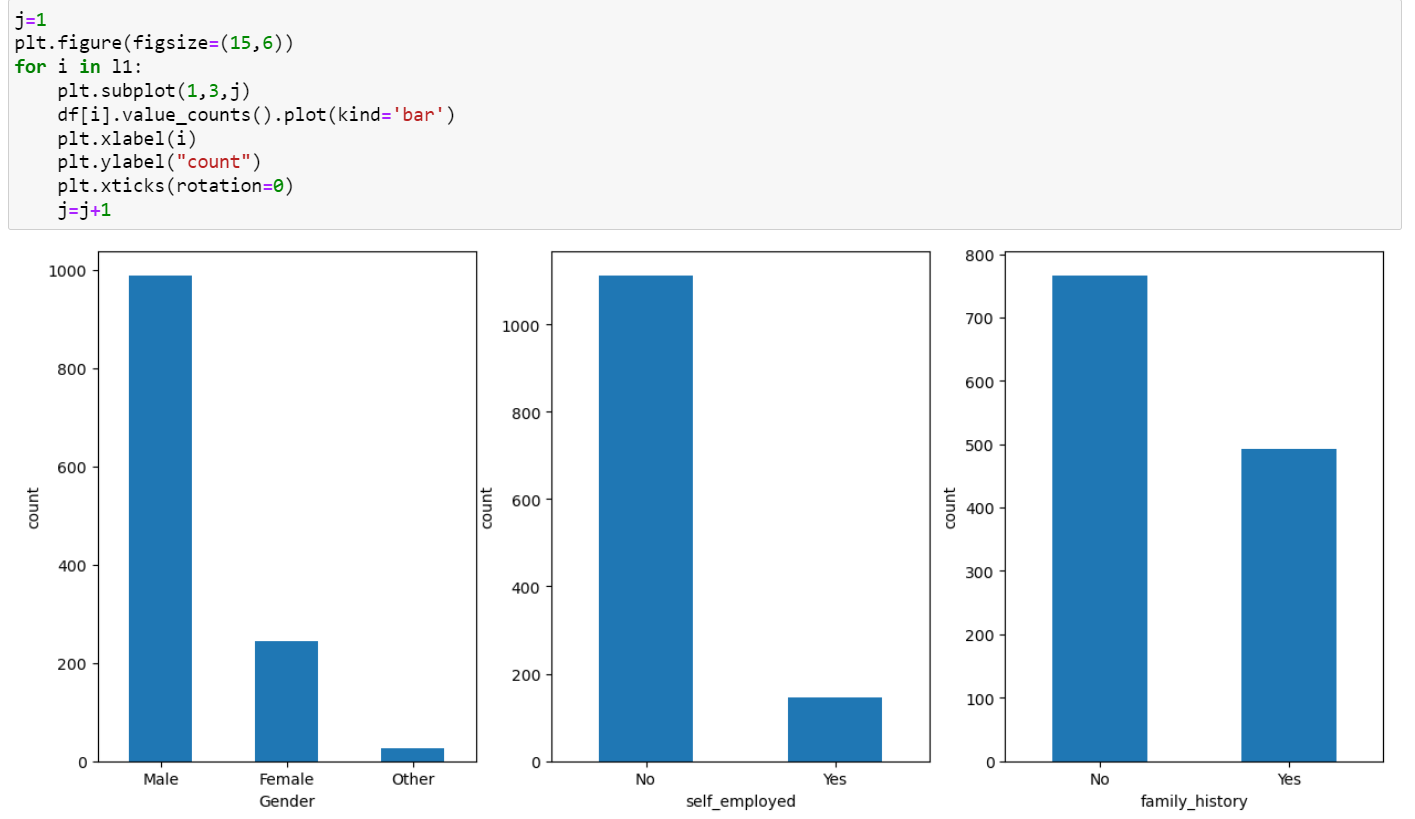 j=1
plt.figure(figsize=(15,6))
for i in l1:
    plt.subplot(1,3,j)
    df[i].value_counts().plot(kind='bar')
    plt.xlabel(i)
    plt.ylabel("count")
    plt.xticks(rotation=0)
    j=j+1
1000
800
600
400
200
0
count
Male Female Other
Gender
1000
800
600
400
200
0
count
No Yes
self_employed
800
700
600
500
400
300
200
100
0
count
No Yes
family_history